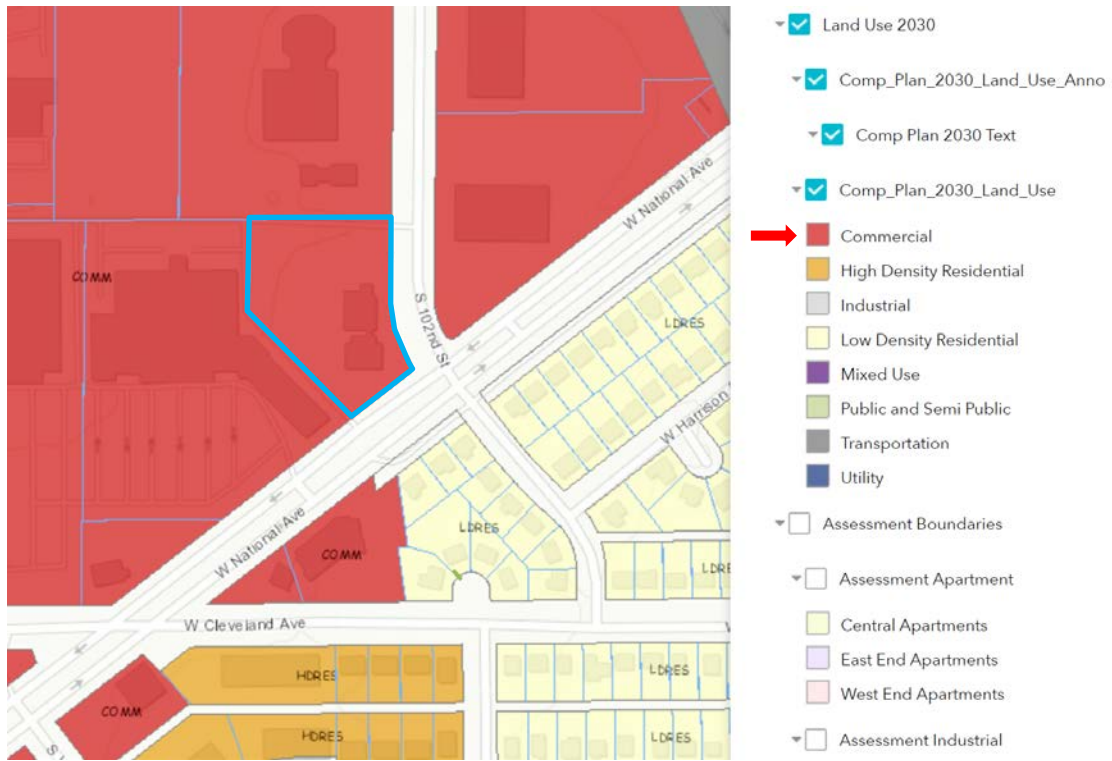 COMM
W National Ave
S 102nd St
LDRES
W Harrison
LDRES
W National Ave
COMM
W Cleveland Ave
HDRES
LDRES
COMM
HDRES
LDRES
Land Use 2030
Comp_Plan_2030_Land_Use_Anno
Comp Plan 2030 Text
Comp_Plan_2030_Land_Use
Commercial
High Density Residential
Industrial
Low Density Residential
Mixed Use
Public and Semi Public
Transportation
Utility
Assessment Boundaries
Assessment Apartment
Central Apartments
East End Apartments
West End Apartments
Assessment Industrial